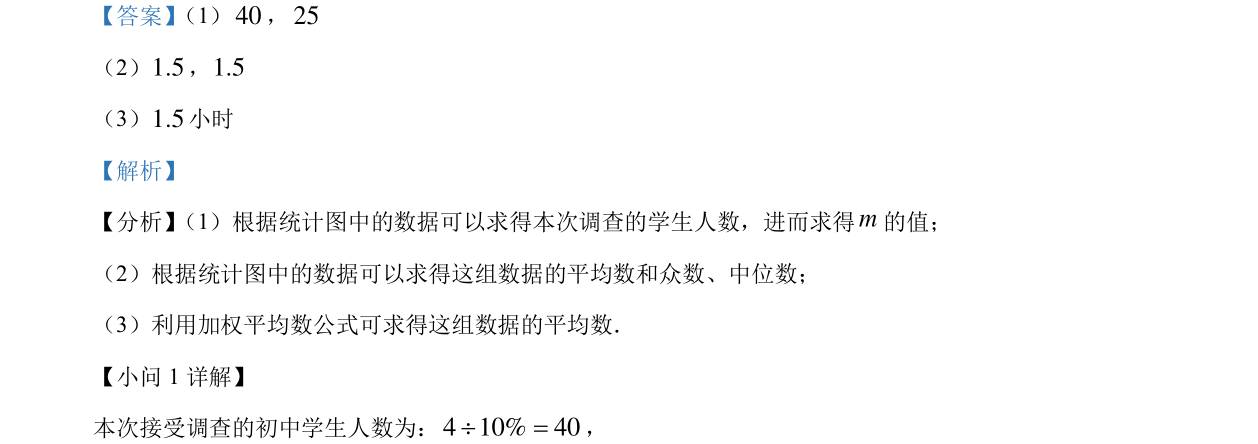 【答案】（1） 40， 25
（2）1.5，1.5
（3）1.5小时
【解析】
【分析】（1）根据统计图中的数据可以求得本次调查的学生人数，进而求得m的值；
（2）根据统计图中的数据可以求得这组数据的平均数和众数、中位数；
（3）利用加权平均数公式可求得这组数据的平均数．
【小问 1 详解】
本次接受调查的初中学生人数为：4÷10% = 40，